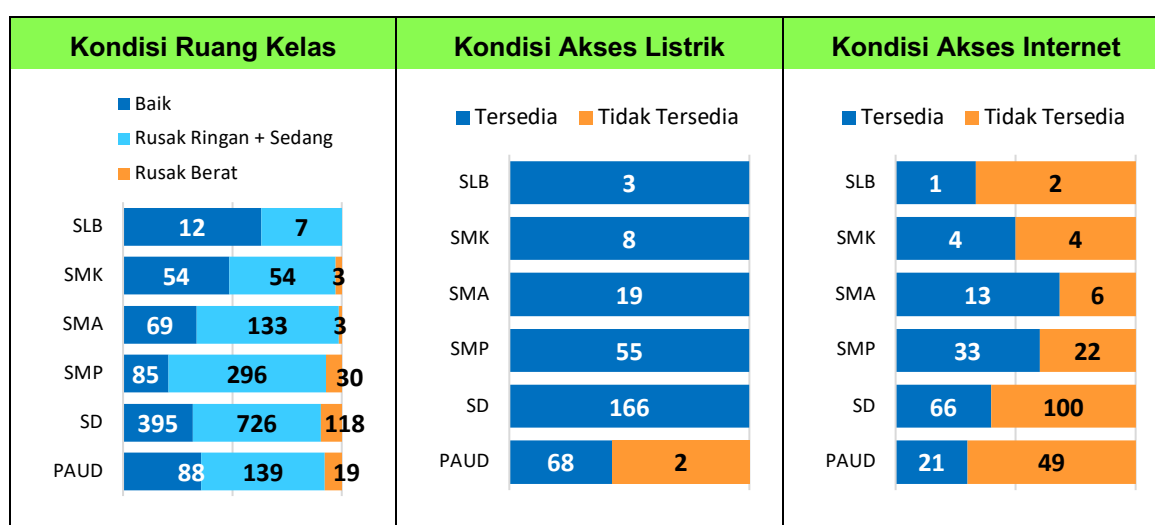 Kondisi Ruang Kelas
Baik
Rusak Ringan + Sedang
Rusak Berat
SLB 12 7
SMK 54 54 3
SMA 69 133 3
SMP 85 296 30
SD 395 726 118
PAUD 88 139 19
Kondisi Akses Listrik
Tersedia Tidak Tersedia
SLB 3
SMK 8
SMA 19
SMP 55
SD 166
PAUD 68 2
Kondisi Akses Internet
Tersedia Tidak Tersedia
SLB 1 2
SMK 4 4
SMA 13 6
SMP 33 22
SD 66 100
PAUD 21 49